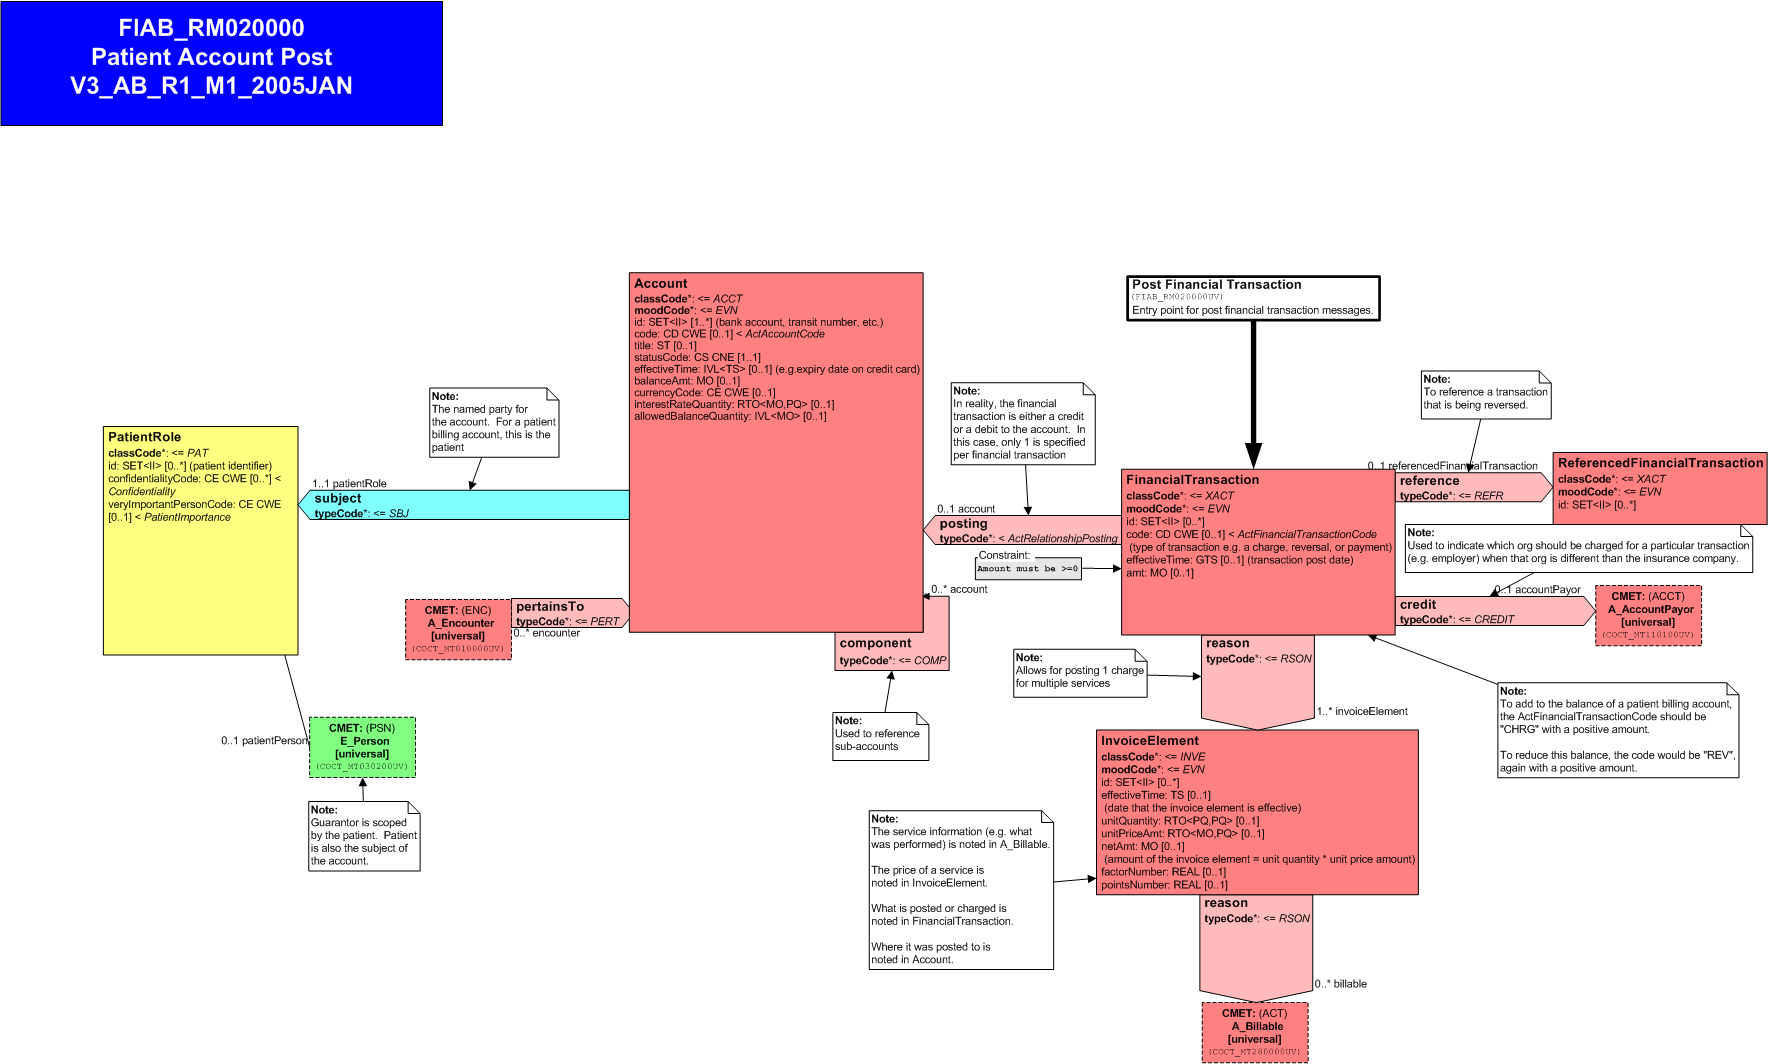 FIAB_RM020000
Patient Account Post
V3_AB_R1_M1_2005JAN
Post Financial Transaction
(FIAB_RM020000UV)
Entry point for post financial transaction messages.
Account
classCode*: <= ACCT
moodCode*: <= EVN
id: SET<II> [1..*] (bank account, transit number, etc.)
code: CD CWE [0..1] < ActAccountCode
title: ST [0..1]
statusCode: CS CNE [1..1]
effectiveTime: IVL<TS> [0..1] (e.g.expiry date on credit card)
balanceAmt: MO [0..1]
currencyCode: CE CWE [0..1]
interestRateQuantity: RTO<MO,PQ> [0..1]
allowedBalanceQuantity: IVL<MO> [0..1]
Note:
The named party for
the account.  For a patient
billing account, this is the
patient
PatientRole
classCode*: <= PAT
id: SET<II> [0..*] (patient identifier)
confidentialityCode: CE CWE [0..*] <
Confidentiality
veryImportantPersonCode: CE CWE
[0..1] < PatientImportance
1..1 patientRole
subject
typeCode*: <= SBJ
Note:
In reality, the financial
transaction is either a credit
or a debit to the account.  In
this case, only 1 is specified
per financial transaction
0..1 account
posting
typeCode*: < ActRelationshipPosting
Constraint:
Amount must be >=0
FinancialTransaction
classCode*: <= XACT
moodCode*: <= EVN
id: SET<II> [0..*]
code: CD CWE [0..1] < ActFinancialTransactionCode
(type of transaction e.g. a charge, reversal, or payment)
effectiveTime: GTS [0..1] (transaction post date)
amt: MO [0..1]
Note:
To reference a transaction
that is being reversed.
0..1 referencedFinancialTransaction
reference
typeCode*: <= REFR
ReferencedFinancialTransaction
classCode*: <= XACT
moodCode*: <= EVN
id: SET<II> [0..*]
Note:
Used to indicate which org should be charged for a particular transaction
(e.g. employer) when that org is different than the insurance company.
0..1 accountPayor
credit
typeCode*: <= CREDIT
CMET: (ACCT)
A_AccountPayor
[universal]
(COCT_MT110100UV)
CMET: (ENC)
A_Encounter
[universal]
(COCT_MT010000UV)
pertainsTo
typeCode*: <= PERT
0..* encounter
0..* account
component
typeCode*: <= COMP
Note:
Used to reference
sub-accounts
Note:
Allows for posting 1 charge
for multiple services
reason
typeCode*: <= RSON
1..* invoiceElement
Note:
To add to the balance of a patient billing account,
the ActFinancialTransactionCode should be
"CHRG" with a positive amount.
To reduce this balance, the code would be "REV",
again with a positive amount.
0..1 patientPerson
CMET: (PSN)
E_Person
[universal]
(COCT_MT030200UV)
Note:
Guarantor is scoped
by the patient.  Patient
is also the subject of
the account.
InvoiceElement
classCode*: <= INVE
moodCode*: <= EVN
id: SET<II> [0..*]
effectiveTime: TS [0..1]
(date that the invoice element is effective)
unitQuantity: RTO<PQ,PQ> [0..1]
unitPriceAmt: RTO<MO,PQ> [0..1]
netAmt: MO [0..1]
(amount of the invoice element = unit quantity * unit price amount)
factorNumber: REAL [0..1]
pointsNumber: REAL [0..1]
Note:
The service information (e.g. what
was performed) is noted in A_Billable.
The price of a service is
noted in InvoiceElement.
What is posted or charged is
noted in FinancialTransaction.
Where it was posted to is
noted in Account.
reason
typeCode*: <= RSON
0..* billable
CMET: (ACT)
A_Billable
[universal]
(COCT_MT280000UV)